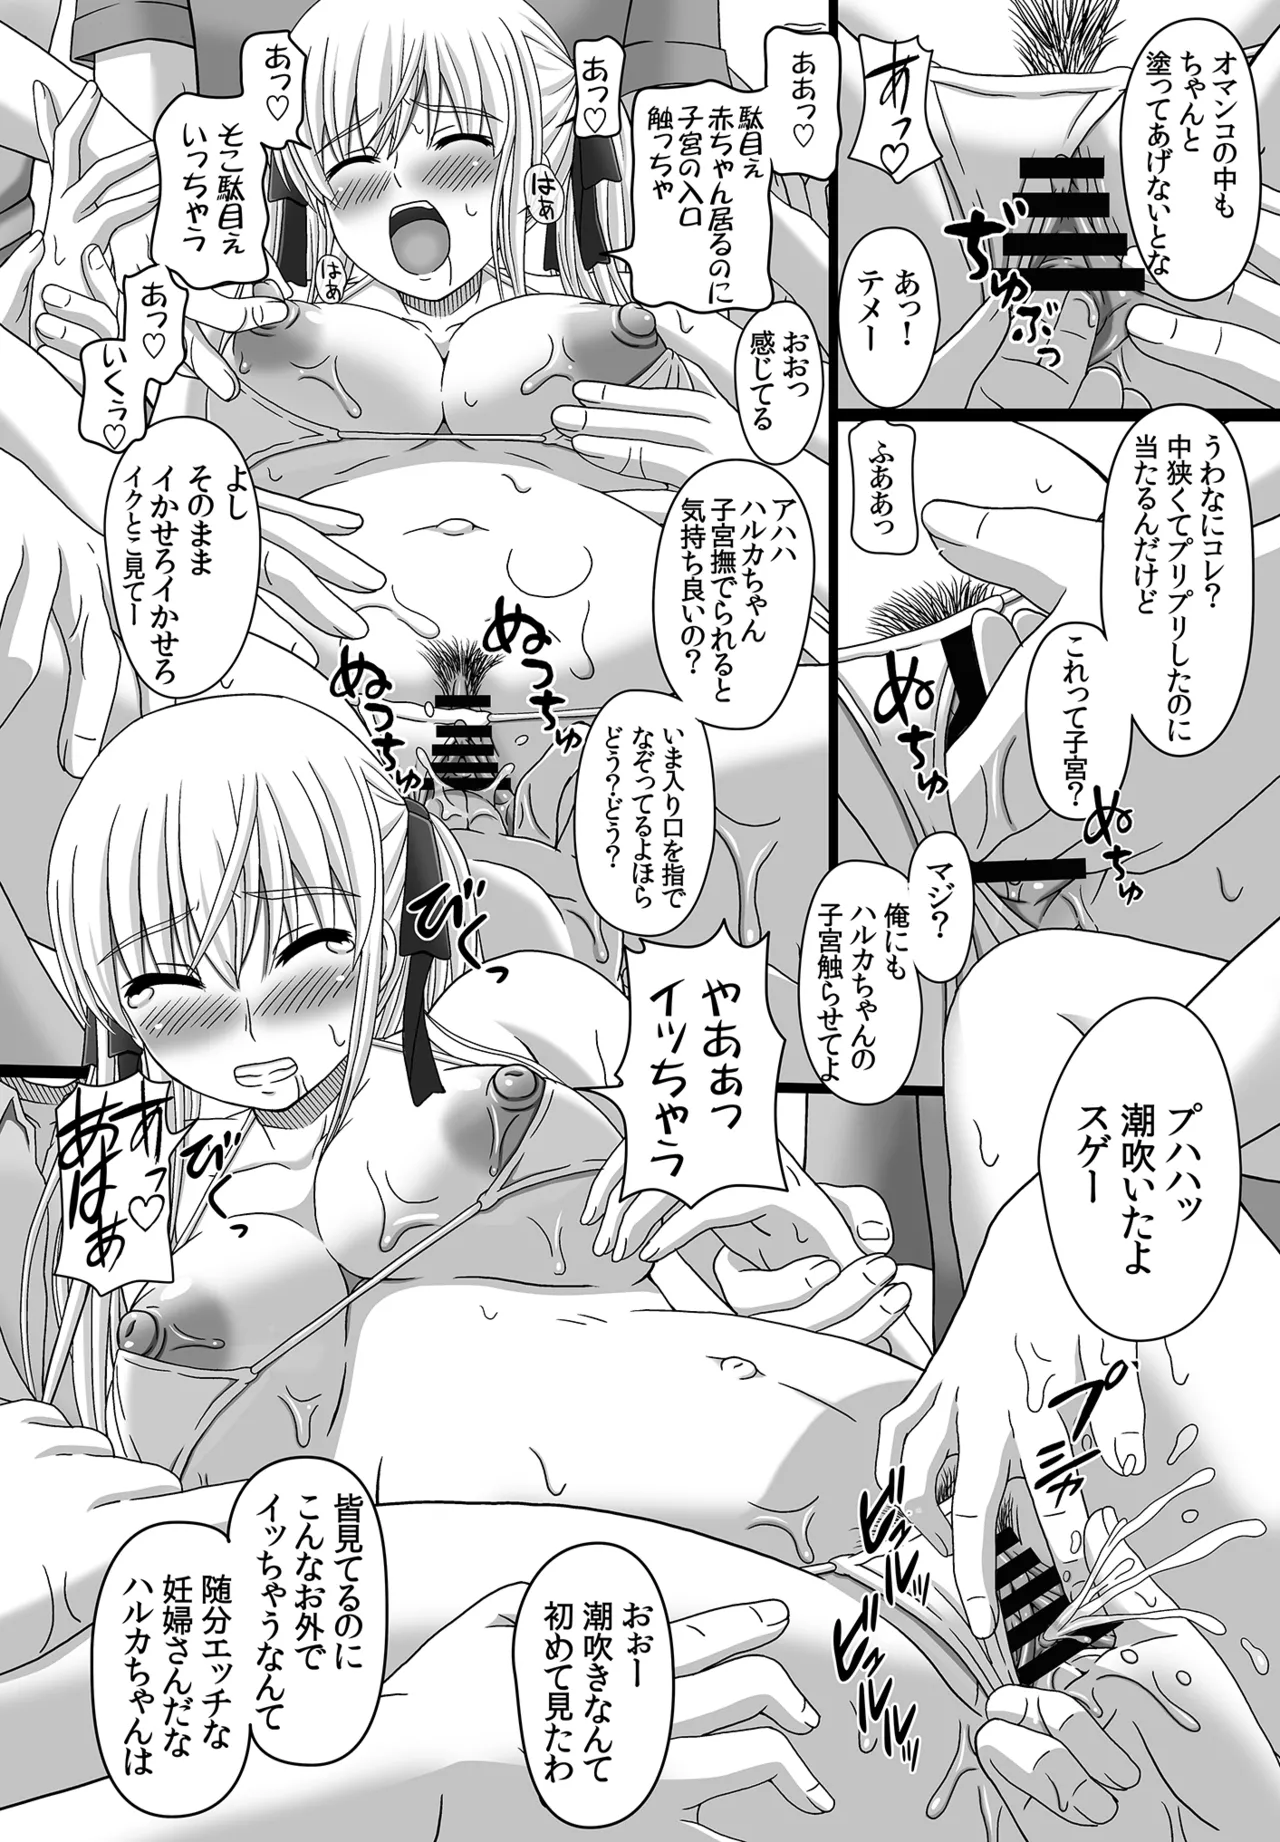 オマンコの中も
ちゃんと
塗ってあげないとな
あっ♡
ぢゅぶっ
あっ！
テメー
うわなにコレ？
中狭くてプリプリしたのに
当たるんだけど
これって子宮？
ふああっ
ぬちゅ
ぬちゅ
マジ？
俺にも
ハルカちゃんの
子宮触らせてよ
ああっ♡
駄目ぇ
赤ちゃん居るのに
子宮の入口
触っちゃ
あっ♡
はぁ
はぁ
あっ♡
そこ駄目ぇ
いっちゃう
あっ♡
いくぅ♡
おおっ
感じてる
アハハ
ハルカちゃん
子宮撫でられると
気持ち良いの？
よし
そのまま
イかせろイかせろ
イクとこ見てー
ぬっちゅ
ぬっちゅ
いま入り口を指で
なぞってるよほら
どう？どう？
やああっ
イッちゃう
びくっ
びくっ
あっ♡
あはぁ
プハハッ
潮吹いたよ
スゲー
プシャ
ビュルル
ビュルルッ
おぉー
潮吹きなんて
初めて見たわ
皆見てるのに
こんなお外で
イッちゃうなんて
随分エッチな
妊婦さんだな
ハルカちゃんは